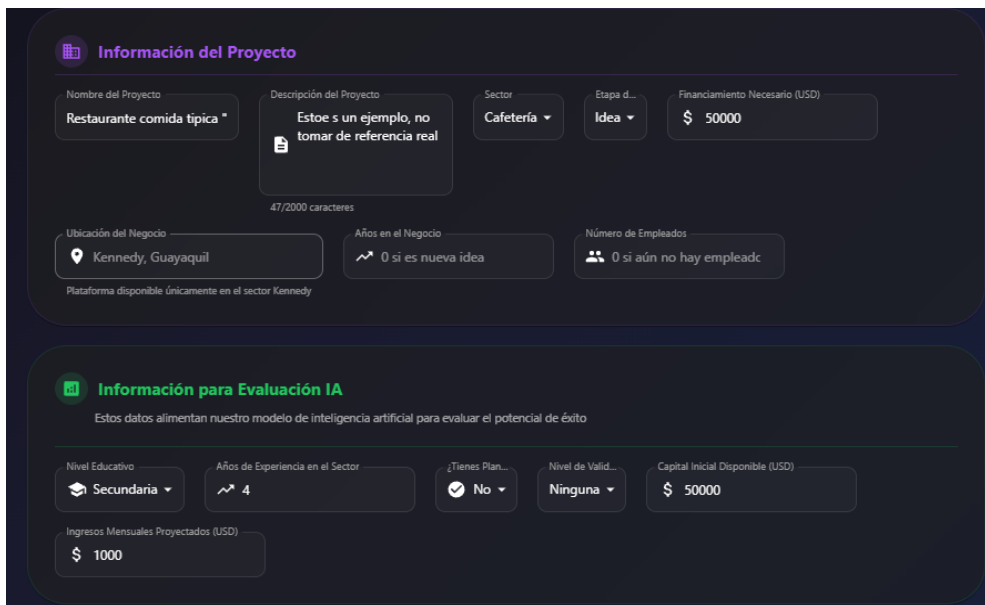 Información del Proyecto
Nombre del Proyecto
Restaurante comida tipica "
Descripción del Proyecto
Estoe s un ejemplo, no
tomar de referencia real
47/2000 caracteres
Sector
Cafetería
Etapa d...
Idea
Financiamiento Necesario (USD)
$ 50000
Ubicación del Negocio
Kennedy, Guayaquil
Plataforma disponible únicamente en el sector Kennedy
Años en el Negocio
0 si es nueva idea
Número de Empleados
0 si aún no hay empleadc
Información para Evaluación IA
Estos datos alimentan nuestro modelo de inteligencia artificial para evaluar el potencial de éxito
Nivel Educativo
Secundaria
Años de Experiencia en el Sector
4
¿Tienes Plan...
No
Nivel de Valid...
Ninguna
Capital Inicial Disponible (USD)
$ 50000
Ingresos Mensuales Proyectados (USD)
$ 1000